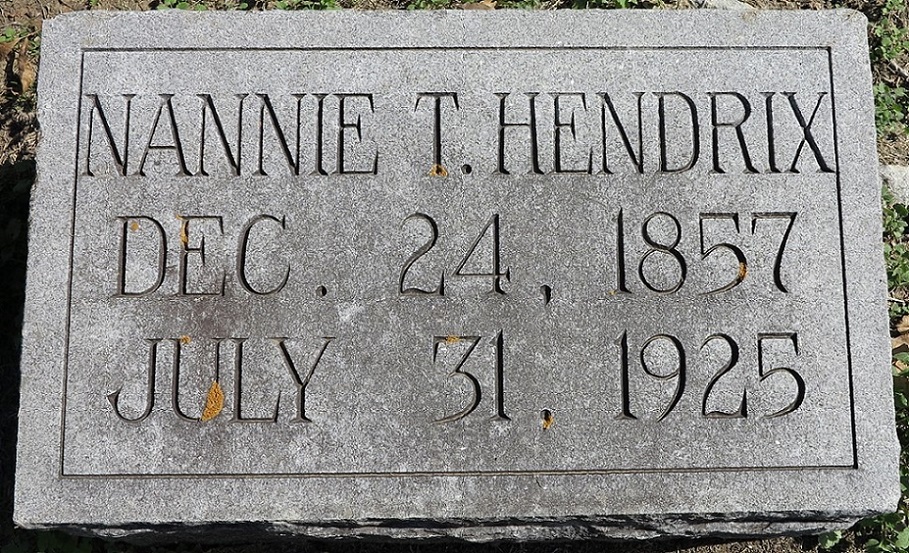 NANNIE T. HENDRIX
DEC. 24, 1857
JULY 31, 1925